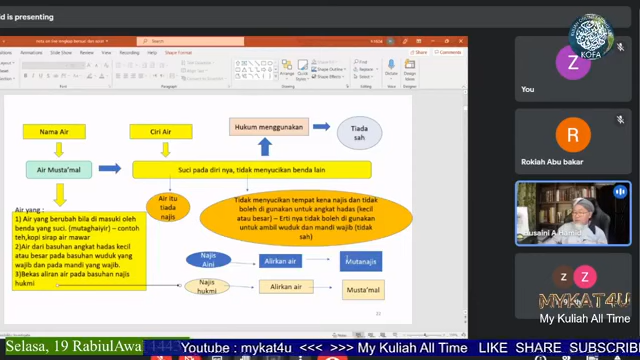 ld is presenting
KOFA
Nama Air
Ciri Air
Hukum menggunakan
Tiada
sah
Air Musta'mal
Suci pada diri nya, tidak menyucikan benda lain
Air yang :
1) Air yang berubah bila di masuki oleh
benda yang suci. (mutaghaiyir) – contoh
teh,kopi sirap air mawar
2)Air dari basuhan angkat hadas kecil
atau besar pada basuhan wuduk yang
wajib dan pada mandi yang wajib.
3)Bekas aliran air pada basuhan najis
hukmi
Air itu
tiada
najis
Tidak menyucikan tempat kena najis dan tidak
boleh di gunakan untuk angkat hadas (kecil
atau besar) – Erti nya tidak boleh di gunakan
untuk ambil wuduk dan mandi wajib (tidak
sah)
Najis
Aini
Alirkan air
Mutanajis
Najis
hukmi
Alirkan air
Musta'mal
Z
You
R
Rokiah Abu bakar
Husaini A Hamid
Z
N
MYKAT4U
My Kuliah All Time
Selasa, 19 RabiulAwa
Youtube : mykat4u >>> My Kuliah All Time LIKE SHARE SUBSCRIB